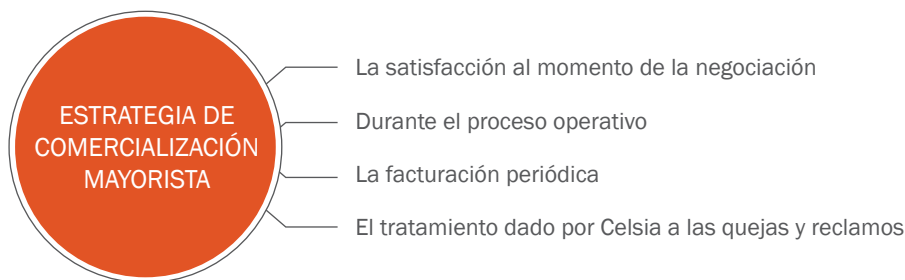 ESTRATEGIA DE
COMERCIALIZACIÓN
MAYORISTA
La satisfacción al momento de la negociación
Durante el proceso operativo
La facturación periódica
El tratamiento dado por Celsia a las quejas y reclamos